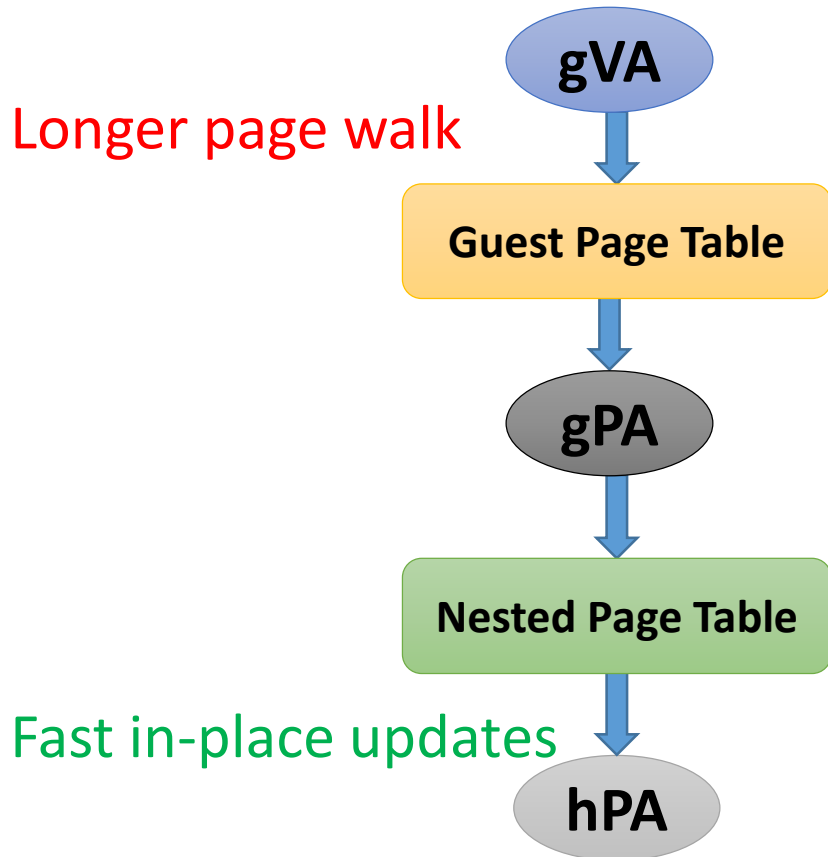 gVA
Longer page walk
Guest Page Table
gPA
Nested Page Table
Fast in-place updates
hPA